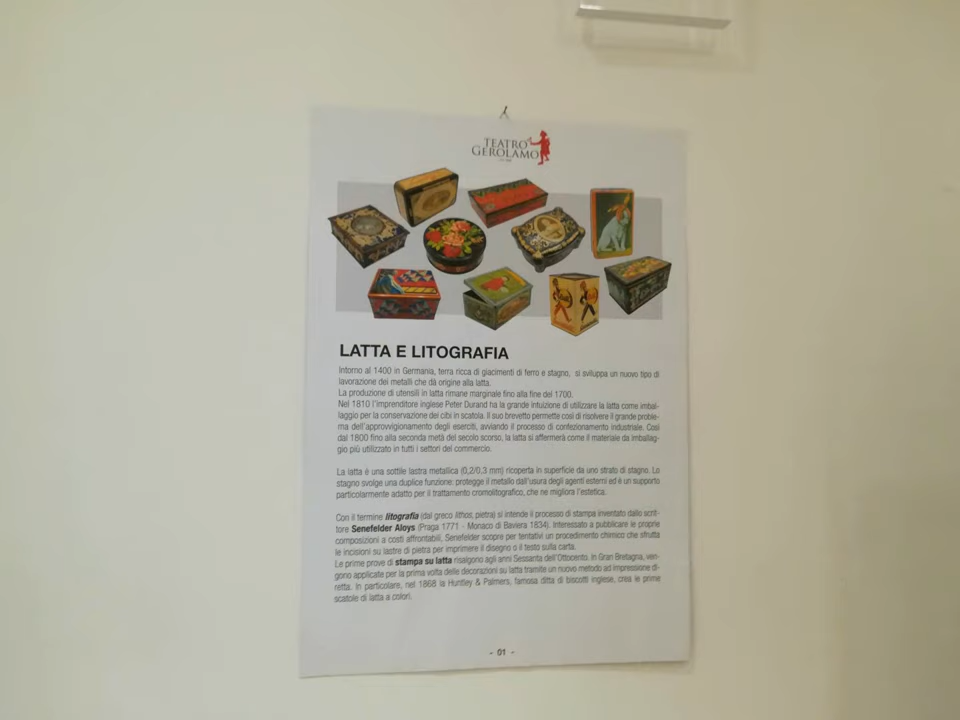 TEATRO
GEROLAMO
LATTA E LITOGRAFIA
Intorno al 1400 in Germania, terra ricca di giacimenti di ferro e stagno, si sviluppa un nuovo tipo di
lavorazione dei metalli che dà origine alla latta.
La produzione di utensili in latta rimane marginale fino alla fine del 1700.
Nel 1810 l'imprenditore inglese Peter Durand ha la grande intuizione di utilizzare la latte come imbal-
laggio per la conservazione dei cibi in scatola. Il suo brevetto permette così di risolvere il grande proble-
ma dell'approvvigionamento degli eserciti, avviando il processo di confezionamento industriale. Così
dal 1800 fino alla seconda metà del secolo scorso, la latta si affermerà come il materiale da imballag-
gio più utilizzato in tutti i settori del commercio.
La latta è una sottile lastra metallica (0,2/0,3 mm) ricoperta in superficie da uno strato di stagno. Lo
stagno svolge una duplice funzione: protegge il metallo dall'usura degli agenti esterni ed è un supporto
particolarmente adatto per il trattamento cromolitografico, che ne migliora l'estetica.
Con il termine litografia (dal greco lithos, pietra) si intende il processo di stampa inventato dallo scrit-
tore Senefelder Aloys (Praga 1771 - Monaco di Baviera 1834). Interessato a pubblicare le proprie
composizioni a costi affrontabili, Senefelder scopre per tentativi un procedimento chimico che sfrutta
le incisioni su lastre di pietra per imprimere il disegno o il testo sulla carta.
Le prime prove di stampa su latta risalgono agli anni Sessanta dell'Ottocento. In Gran Bretagna, ven-
gono applicate per la prima volta delle decorazioni su latta tramite un nuovo metodo ad impressione di-
retta. In particolare, nel 1868 la Huntley & Palmers, famosa ditta di biscotti inglese, crea le prime
scatole di latta a colori.
- 01 -